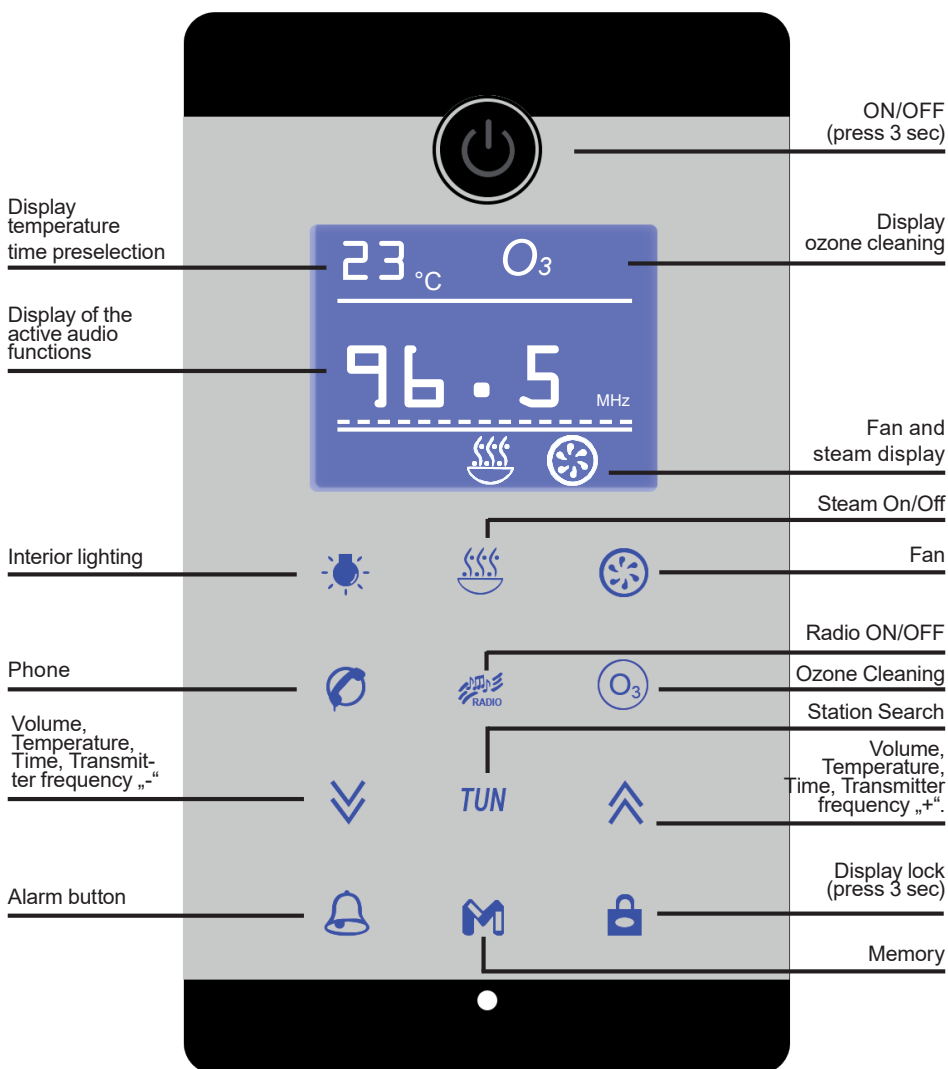 ON/OFF
(press 3 sec)
Display
temperature
time preselection
Display
ozone cleaning
23 °C
O3
Display of the
active audio
functions
96.5 MHz
Fan and
steam display
Steam On/Off
Interior lighting
Fan
Radio ON/OFF
Phone
RADIO
O3
Ozone Cleaning
Station Search
Volume,
Temperature,
Time, Transmit-
ter frequency „-“
TUN
Volume,
Temperature,
Time, Transmitter
frequency „+“.
Alarm button
M
Display lock
(press 3 sec)
Memory